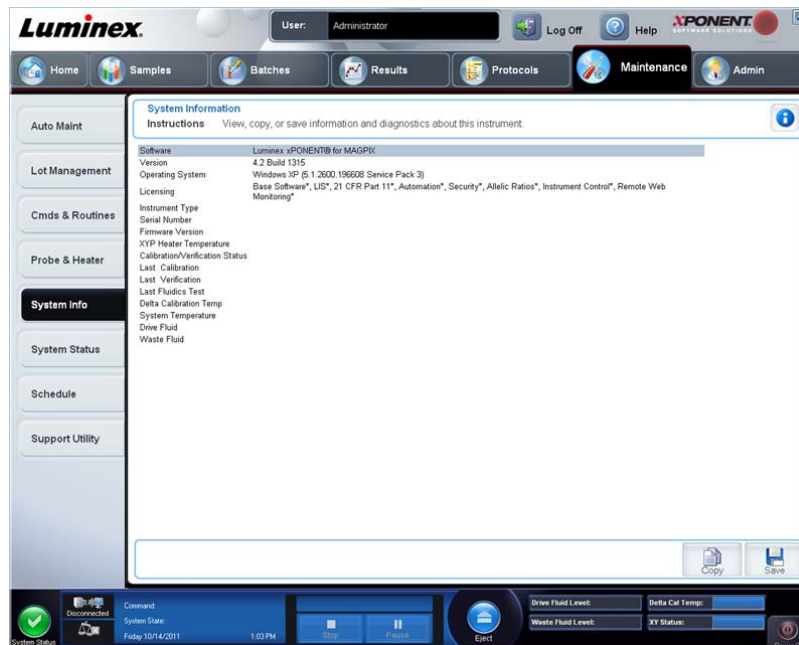 Luminex.
User: Administrator
Log Off
Help
XPONENT.
SOFTWARE SOLUTIONS
Home
Samples
Batches
Results
Protocols
Maintenance
Admin
Auto Maint
Lot Management
Cmds & Routines
Probe & Heater
System Info
System Status
Schedule
Support Utility
System Information
Instructions View, copy, or save information and diagnostics about this instrument.
Software Luminex xPONENT® for MAGPIX
Version 4.2 Build 1315
Operating System Windows XP (5.1.2600.196608 Service Pack 3)
Licensing Base Software*, LIS*, 21 CFR Part 11*, Automation*, Security*, Allelic Ratios*, Instrument Control*, Remote Web
Monitoring*
Instrument Type
Serial Number
Firmware Version
XYP Heater Temperature
Calibration/Verification Status
Last Calibration
Last Verification
Last Fluidics Test
Delta Calibration Temp
System Temperature
Drive Fluid
Waste Fluid
Copy
Save
System Status
Disconnected
Command:
System State:
Friday 10/14/2011 1:03 PM
Stop
Pause
Eject
Drive Fluid Level:
Waste Fluid Level:
Delta Cal Temp:
XY Status: